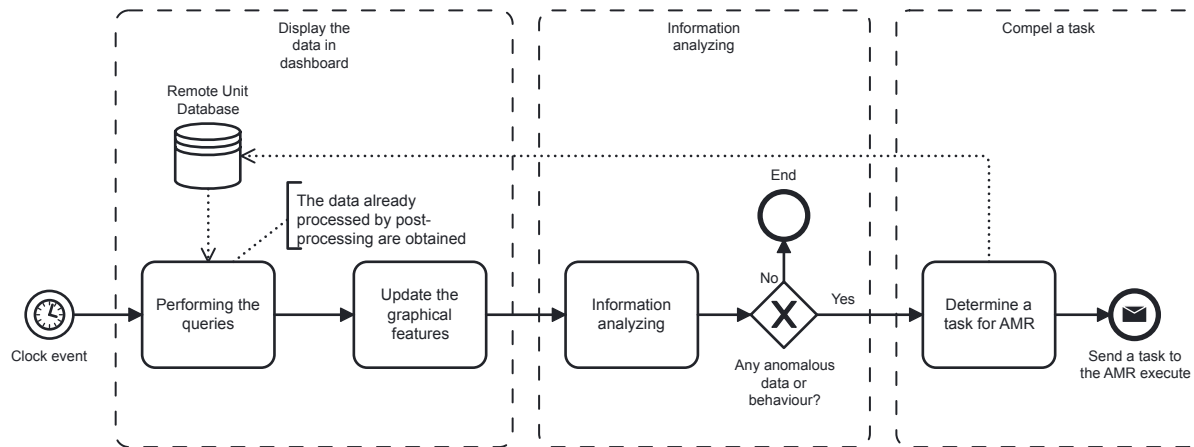 Display the
data in
dashboard
Information
analyzing
Compel a task
Remote Unit
Database
The data already
processed by post-
processing are obtained
End
No
Yes
Performing the
queries
Update the
graphical
features
Information
analyzing
Determine a
task for AMR
Clock event
Any anomalous
data or
behaviour?
Send a task to
the AMR execute